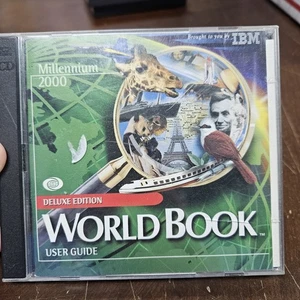 Brought to you by IBM
Millennium
2000
DELUXE EDITION
WORLD BOOK
USER GUIDE